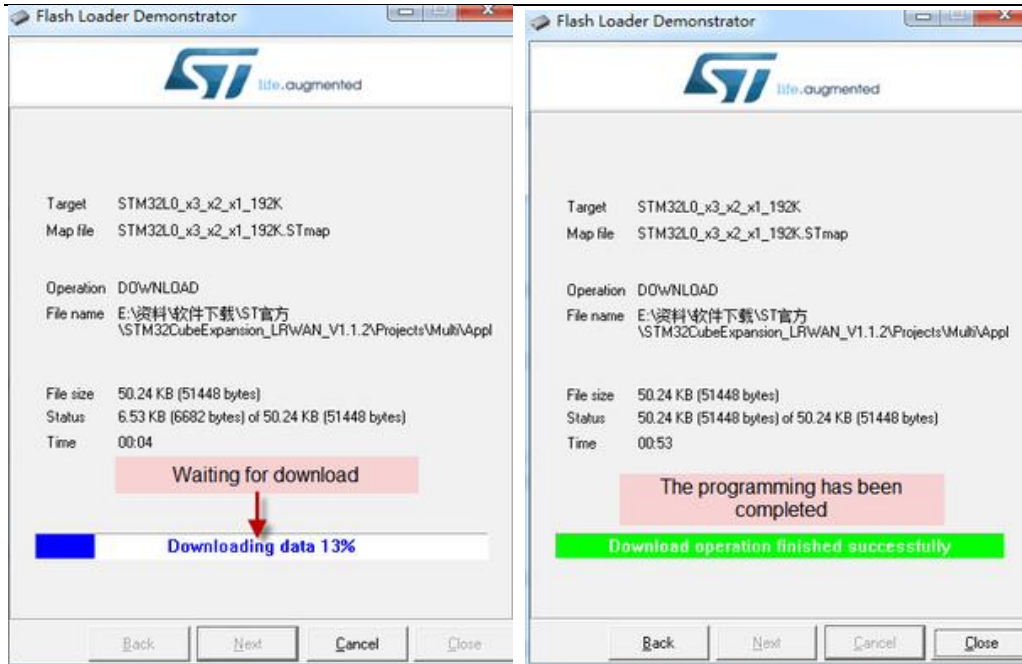 Flash Loader Demonstrator
ST life.augmented
Target STM32L0_x3_x2_x1_192K
Map file STM32L0_x3_x2_x1_192K.STmap
Operation DOWNLOAD
File name E:\资料\软件下载\ST官方
\STM32CubeExpansion_LRWAN_V1.1.2\Projects\Multi\Appl
File size 50.24 KB (51448 bytes)
Status 6.53 KB (6682 bytes) of 50.24 KB (51448 bytes)
Time 00:04
Waiting for download
Downloading data 13%
Back Next Cancel Close
Flash Loader Demonstrator
ST life.augmented
Target STM32L0_x3_x2_x1_192K
Map file STM32L0_x3_x2_x1_192K.STmap
Operation DOWNLOAD
File name E:\资料\软件下载\ST官方
\STM32CubeExpansion_LRWAN_V1.1.2\Projects\Multi\Appl
File size 50.24 KB (51448 bytes)
Status 50.24 KB (51448 bytes) of 50.24 KB (51448 bytes)
Time 00:53
The programming has been
completed
Download operation finished successfully
Back Next Cancel Close